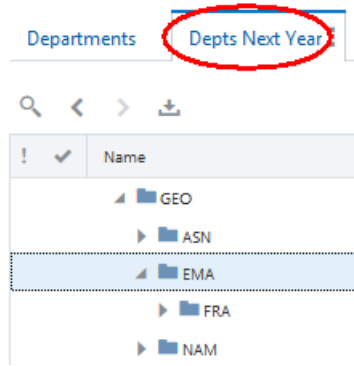 Departments Depts Next Year
! Name
GEO
ASN
EMA
FRA
NAM